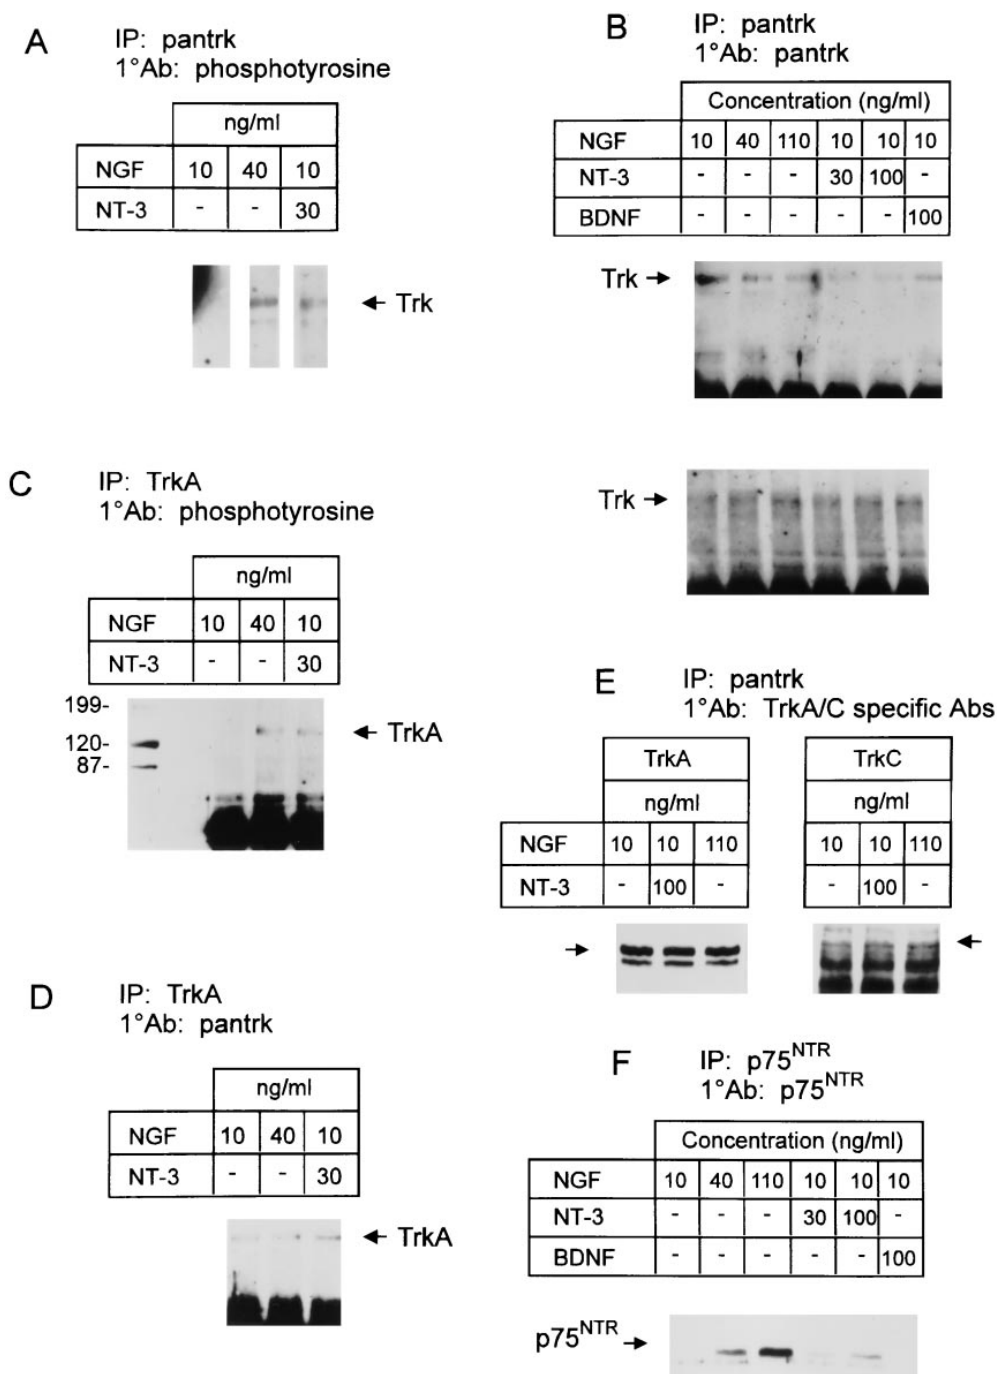 A
IP: pantrk
1°Ab: phosphotyrosine
ng/ml
NGF 10 40 10
NT-3 - - 30
Trk
B
IP: pantrk
1°Ab: pantrk
Concentration (ng/ml)
NGF 10 40 110 10 10 10
NT-3 - - - 30 100 -
BDNF - - - - - 100
Trk
Trk
C
IP: TrkA
1°Ab: phosphotyrosine
ng/ml
NGF 10 40 10
NT-3 - - 30
199-
120-
87-
TrkA
D
IP: TrkA
1°Ab: pantrk
ng/ml
NGF 10 40 10
NT-3 - - 30
TrkA
E
IP: pantrk
1°Ab: TrkA/C specific Abs
TrkA TrkC
ng/ml ng/ml
NGF 10 10 110 10 10 110
NT-3 - 100 - - 100 -
F
IP: p75NTR
1°Ab: p75NTR
Concentration (ng/ml)
NGF 10 40 110 10 10 10
NT-3 - - - 30 100 -
BDNF - - - - - 100
p75NTR